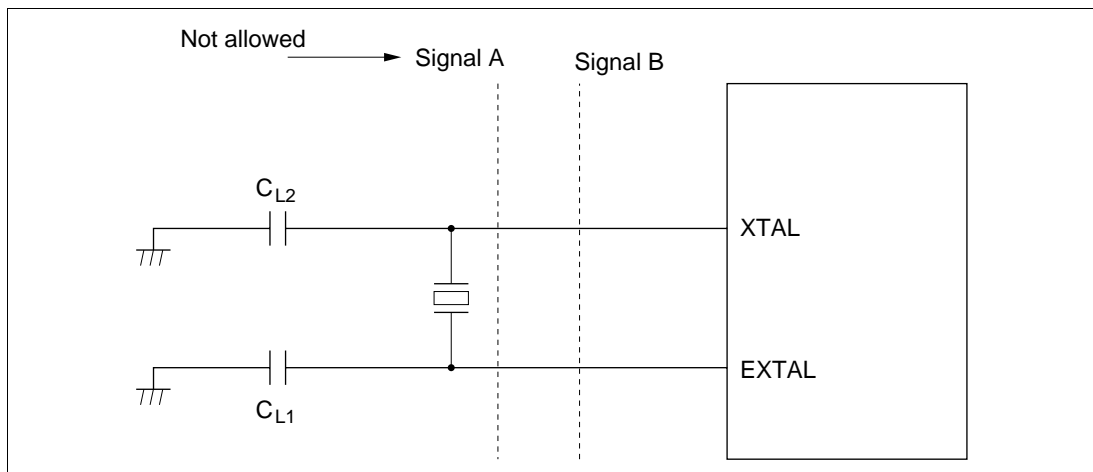 Not allowed
Signal A
Signal B
CL2
XTAL
EXTAL
CL1